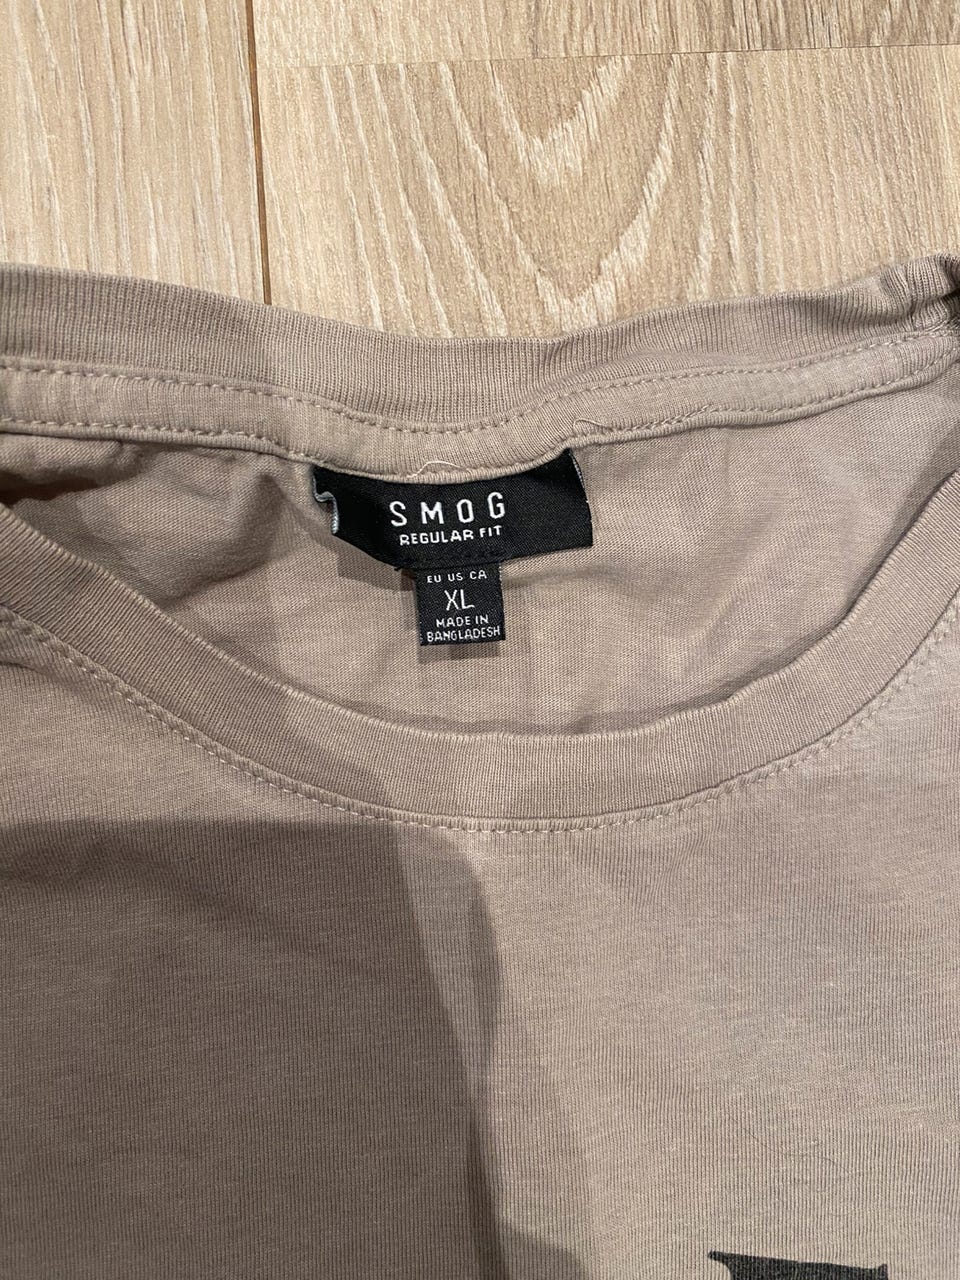 SMOG
REGULAR FIT
EU US CA
XL
MADE IN
BANGLADESH